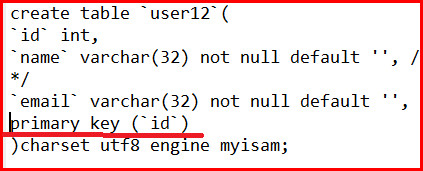 create table `user12`(
`id` int,
`name` varchar(32) not null default '', /
*/
`email` varchar(32) not null default '',
primary key (`id`)
)charset utf8 engine myisam;